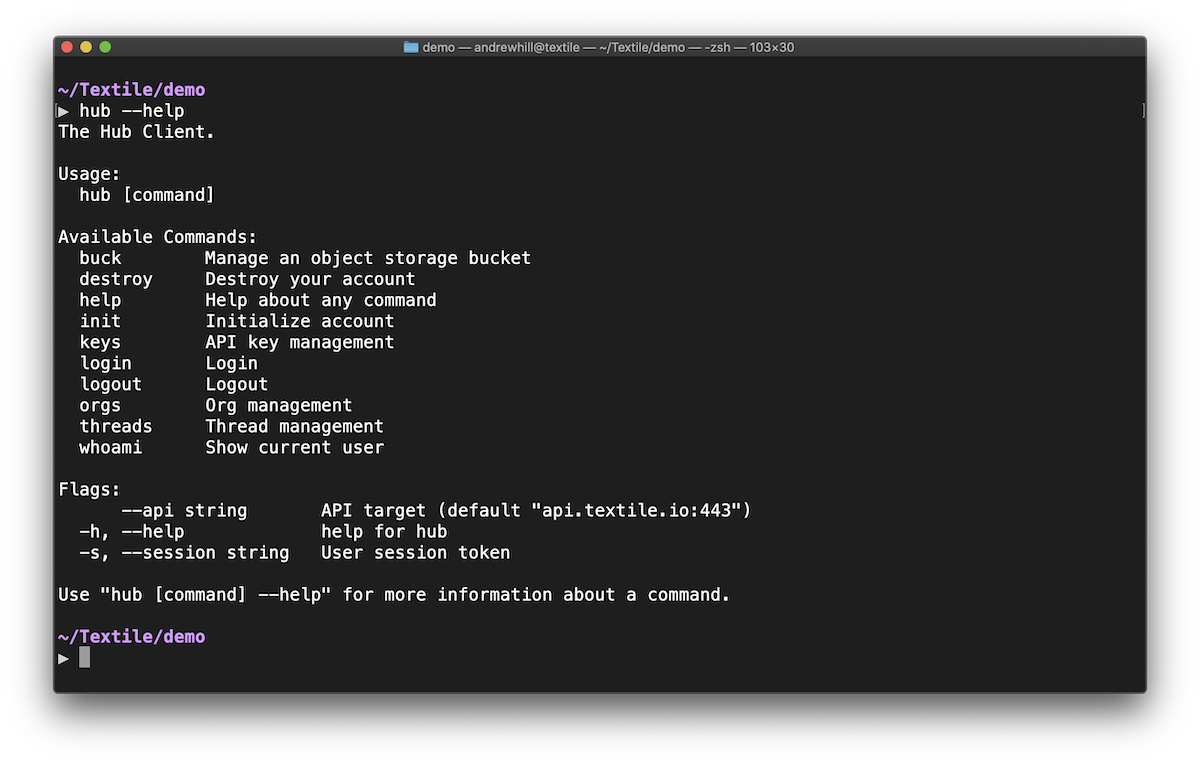 demo — andrewhill@textile — ~/Textile/demo — -zsh — 103×30
~/Textile/demo
▶ hub --help
The Hub Client.
Usage:
  hub [command]
Available Commands:
  buck        Manage an object storage bucket
  destroy     Destroy your account
  help        Help about any command
  init        Initialize account
  keys        API key management
  login       Login
  logout      Logout
  orgs        Org management
  threads     Thread management
  whoami      Show current user
Flags:
      --api string       API target (default "api.textile.io:443")
  -h, --help             help for hub
  -s, --session string   User session token
Use "hub [command] --help" for more information about a command.
~/Textile/demo
▶